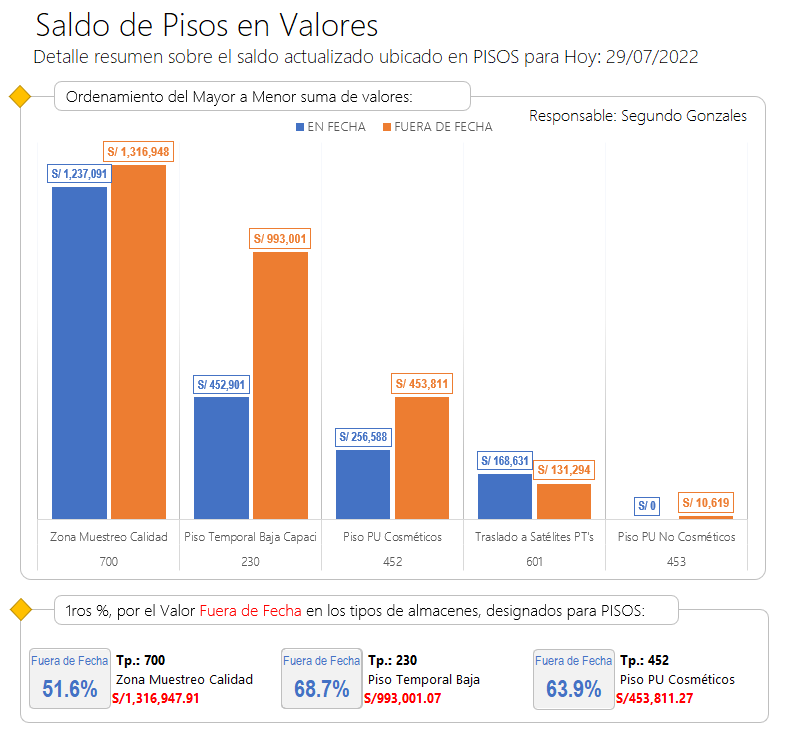 Saldo de Pisos en Valores
Detalle resumen sobre el saldo actualizado ubicado en PISOS para Hoy: 29/07/2022
Ordenamiento del Mayor a Menor suma de valores:
Responsable: Segundo Gonzales
EN FECHA FUERA DE FECHA
S/ 1,316,948
S/ 1,237,091
S/ 993,001
S/ 452,901
S/ 453,811
S/ 256,588
S/ 168,631
S/ 131,294
S/ 0
S/ 10,619
Zona Muestreo Calidad Piso Temporal Baja Capaci Piso PU Cosméticos Traslado a Satélites PT's Piso PU No Cosméticos
700 230 452 601 453
1ros %, por el Valor Fuera de Fecha en los tipos de almacenes, designados para PISOS:
Fuera de Fecha
51.6%
Tp.: 700
Zona Muestreo Calidad
S/1,316,947.91
Fuera de Fecha
68.7%
Tp.: 230
Piso Temporal Baja
S/993,001.07
Fuera de Fecha
63.9%
Tp.: 452
Piso PU Cosméticos
S/453,811.27